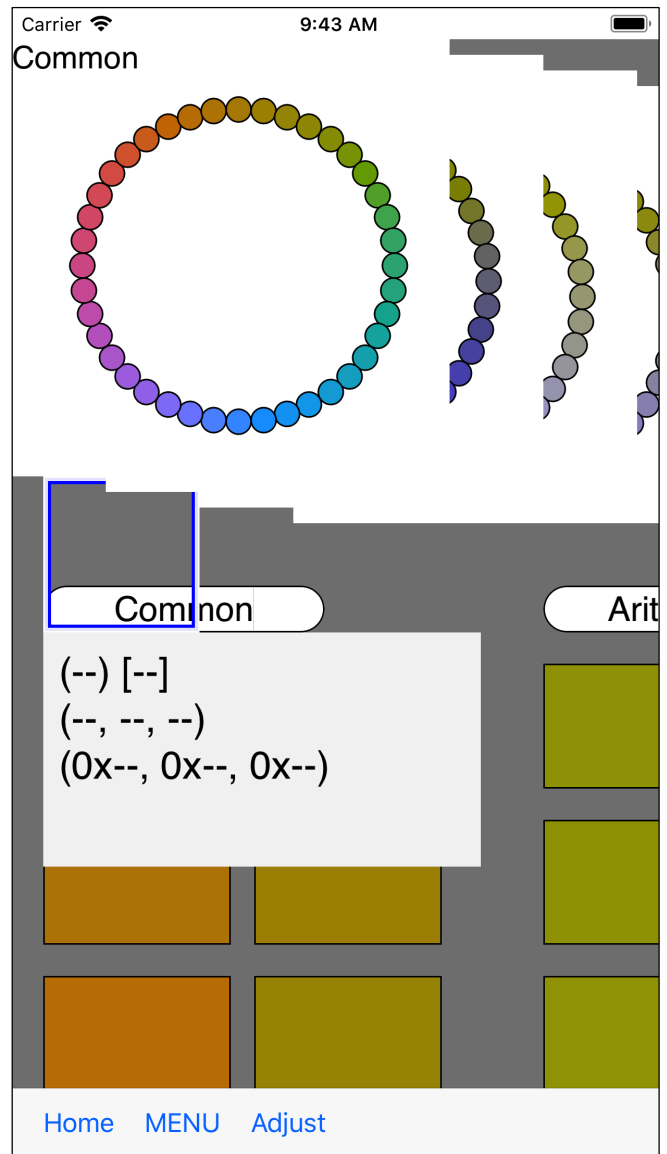 Carrier 9:43 AM
Common
Common Arit
(--) [--]
(--, --, --)
(0x--, 0x--, 0x--)
Home MENU Adjust